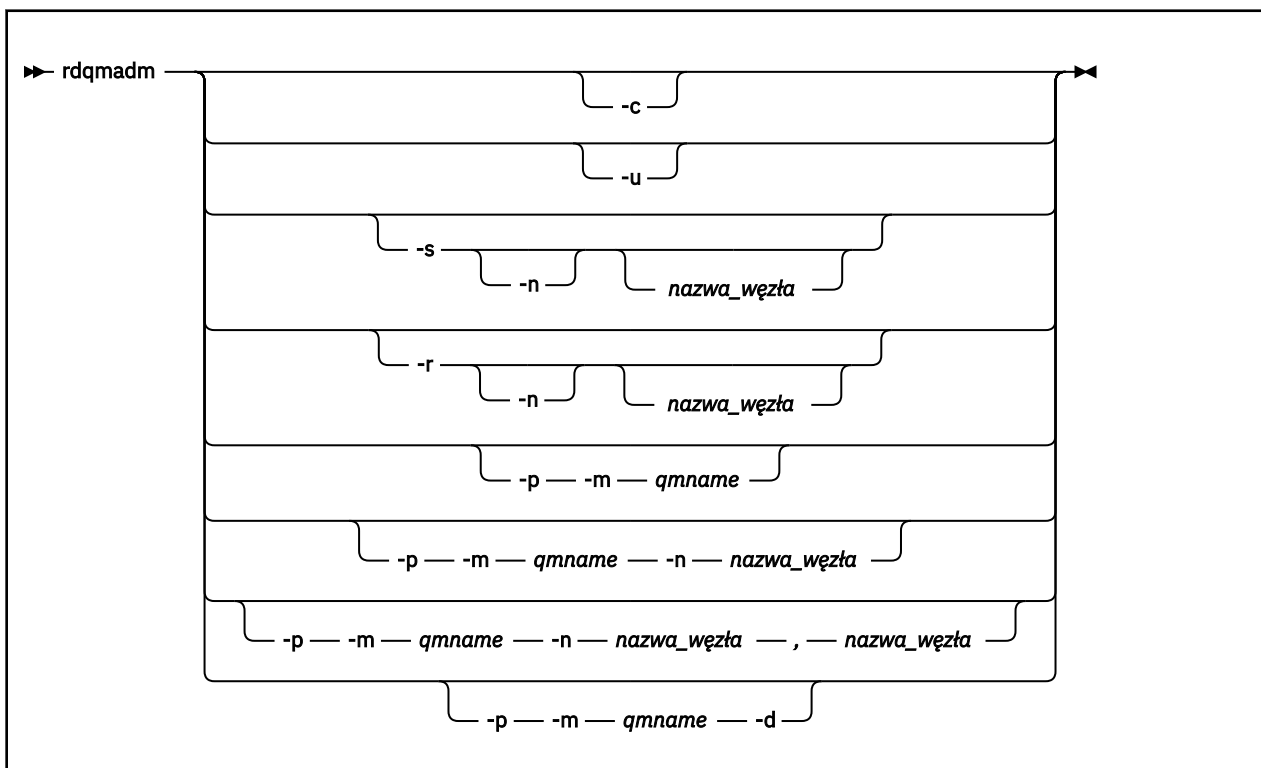 rdqmadm
-c
-u
-s
-n nazwa_węzła
-r
-n nazwa_węzła
-p -m qmname
-p -m qmname -n nazwa_węzła
-p -m qmname -n nazwa_węzła , nazwa_węzła
-p -m qmname -d